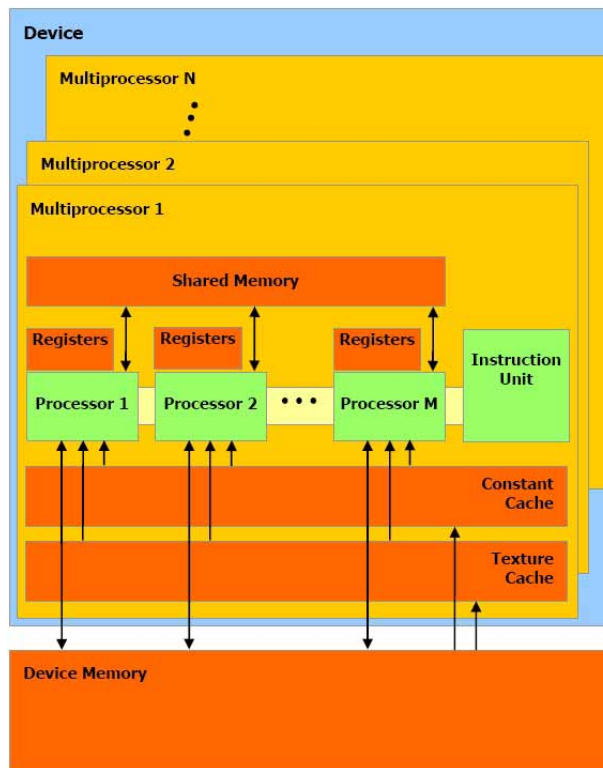 Device
Multiprocessor N
Multiprocessor 2
Multiprocessor 1
Shared Memory
Registers
Registers
Registers
Instruction
Unit
Processor 1
Processor 2
Processor M
Constant
Cache
Texture
Cache
Device Memory